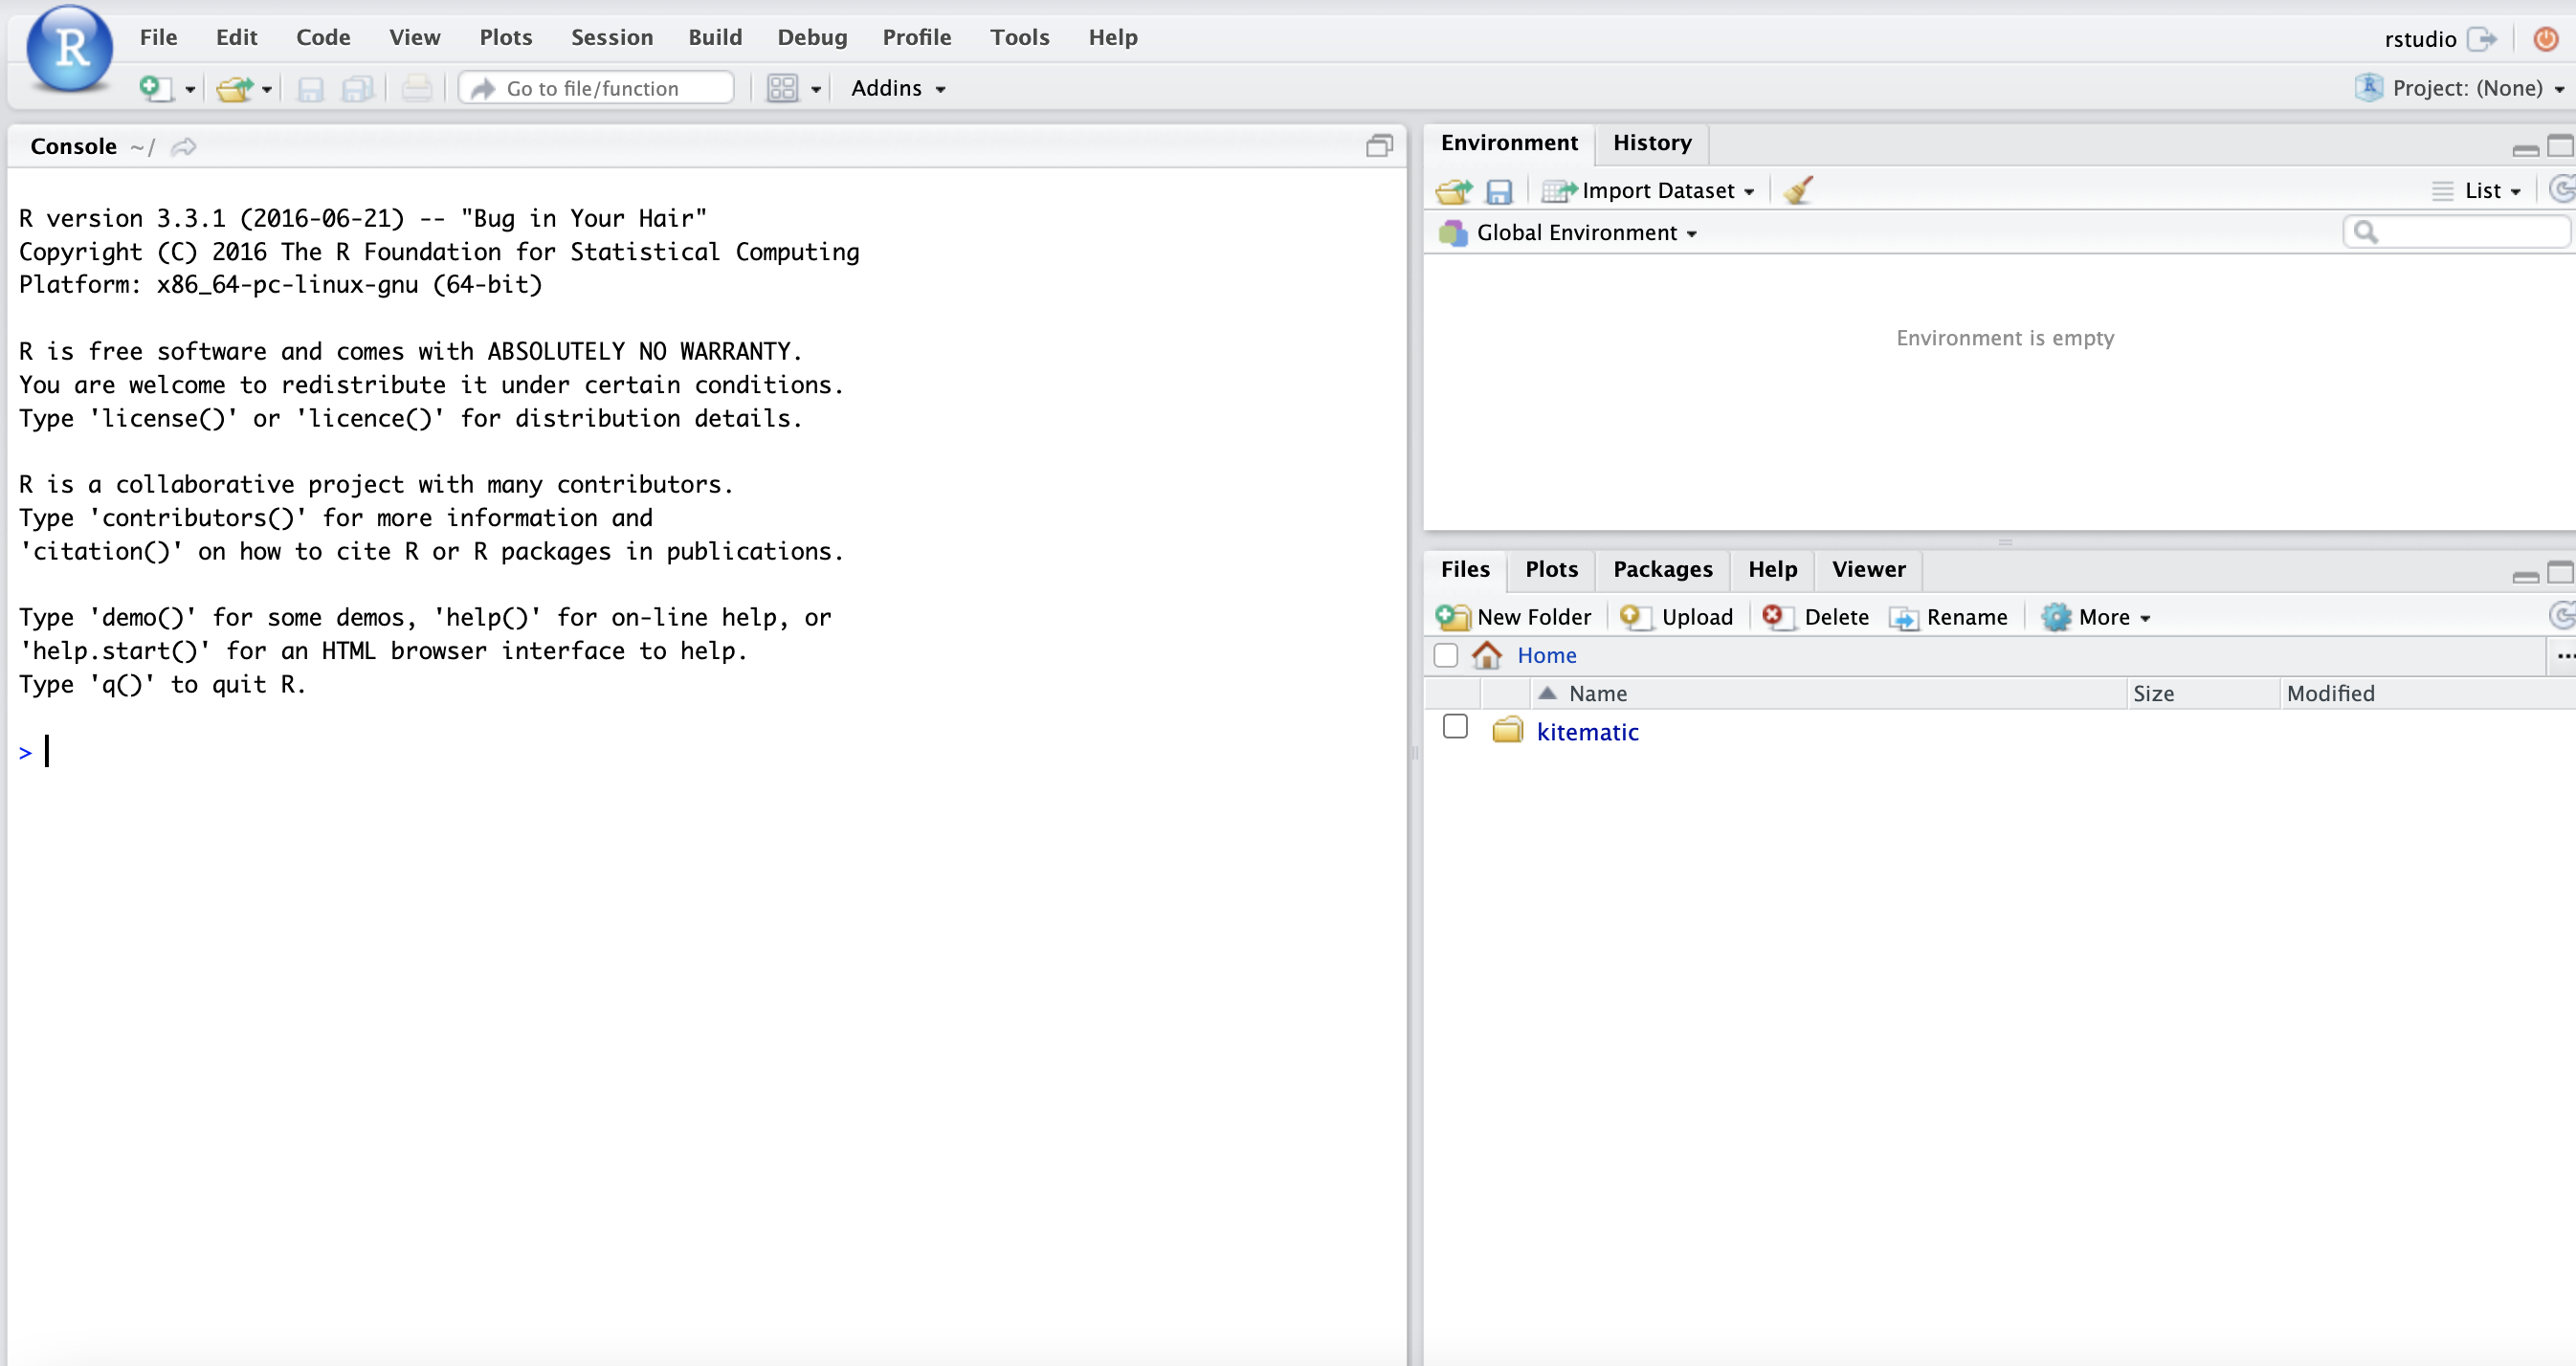 R File Edit Code View Plots Session Build Debug Profile Tools Help rstudio
Go to file/function Addins Project: (None)
Console ~/
R version 3.3.1 (2016-06-21) -- "Bug in Your Hair"
Copyright (C) 2016 The R Foundation for Statistical Computing
Platform: x86_64-pc-linux-gnu (64-bit)
R is free software and comes with ABSOLUTELY NO WARRANTY.
You are welcome to redistribute it under certain conditions.
Type 'license()' or 'licence()' for distribution details.
R is a collaborative project with many contributors.
Type 'contributors()' for more information and
'citation()' on how to cite R or R packages in publications.
Type 'demo()' for some demos, 'help()' for on-line help, or
'help.start()' for an HTML browser interface to help.
Type 'q()' to quit R.
>
Environment History
Import Dataset List
Global Environment
Environment is empty
Files Plots Packages Help Viewer
New Folder Upload Delete Rename More
Home ...
Name Size Modified
kitematic